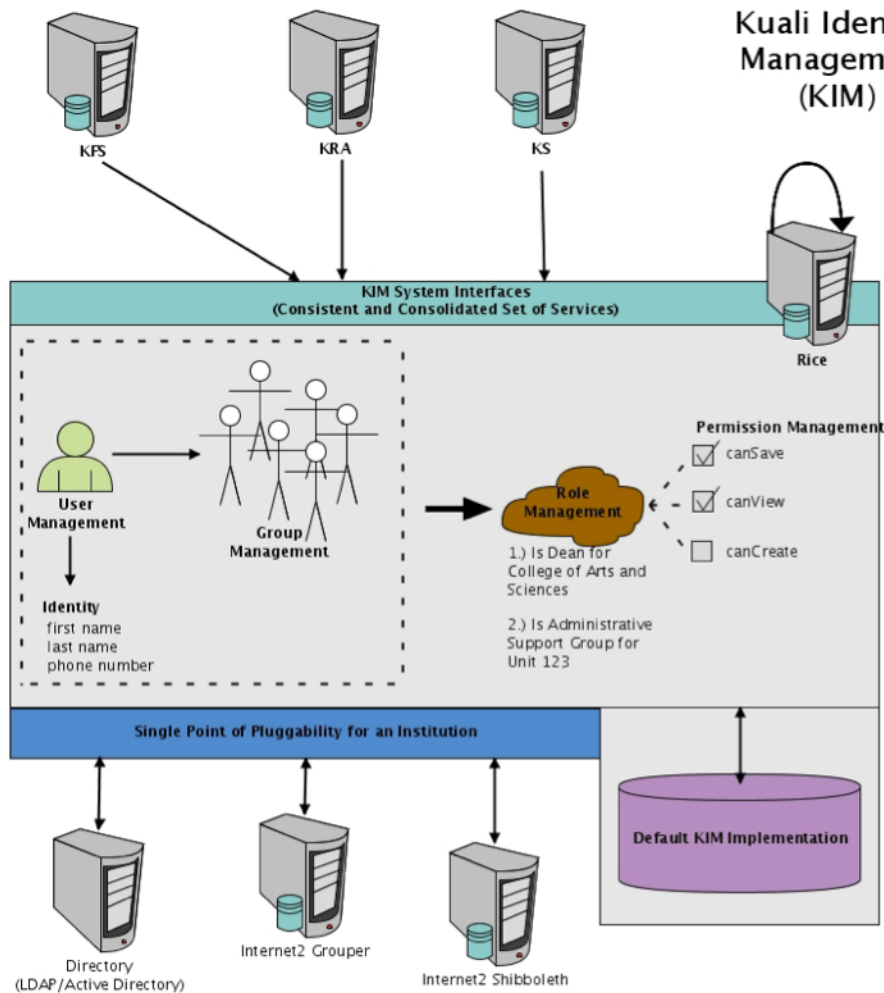 Kuali Iden
Managem
(KIM)
KFS
KRA
KS
KIM System Interfaces
(Consistent and Consolidated Set of Services)
Rice
User
Management
Group
Management
Identity
first name
last name
phone number
Role
Management
1.) Is Dean for
College of Arts and
Sciences
2.) Is Administrative
Support Group for
Unit 123
Permission Management
canSave
canView
canCreate
Single Point of Pluggability for an Institution
Default KIM Implementation
Directory
(LDAP/Active Directory)
Internet2 Grouper
Internet2 Shibboleth